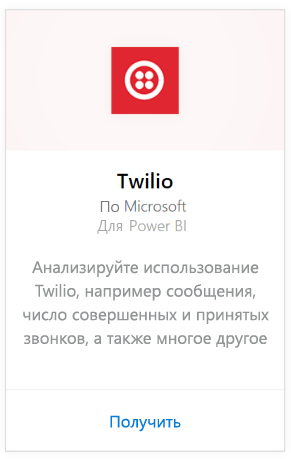 Twilio
По Microsoft
Для Power BI
Анализируйте использование
Twilio, например сообщения,
число совершенных и принятых
звонков, а также многое другое
Получить